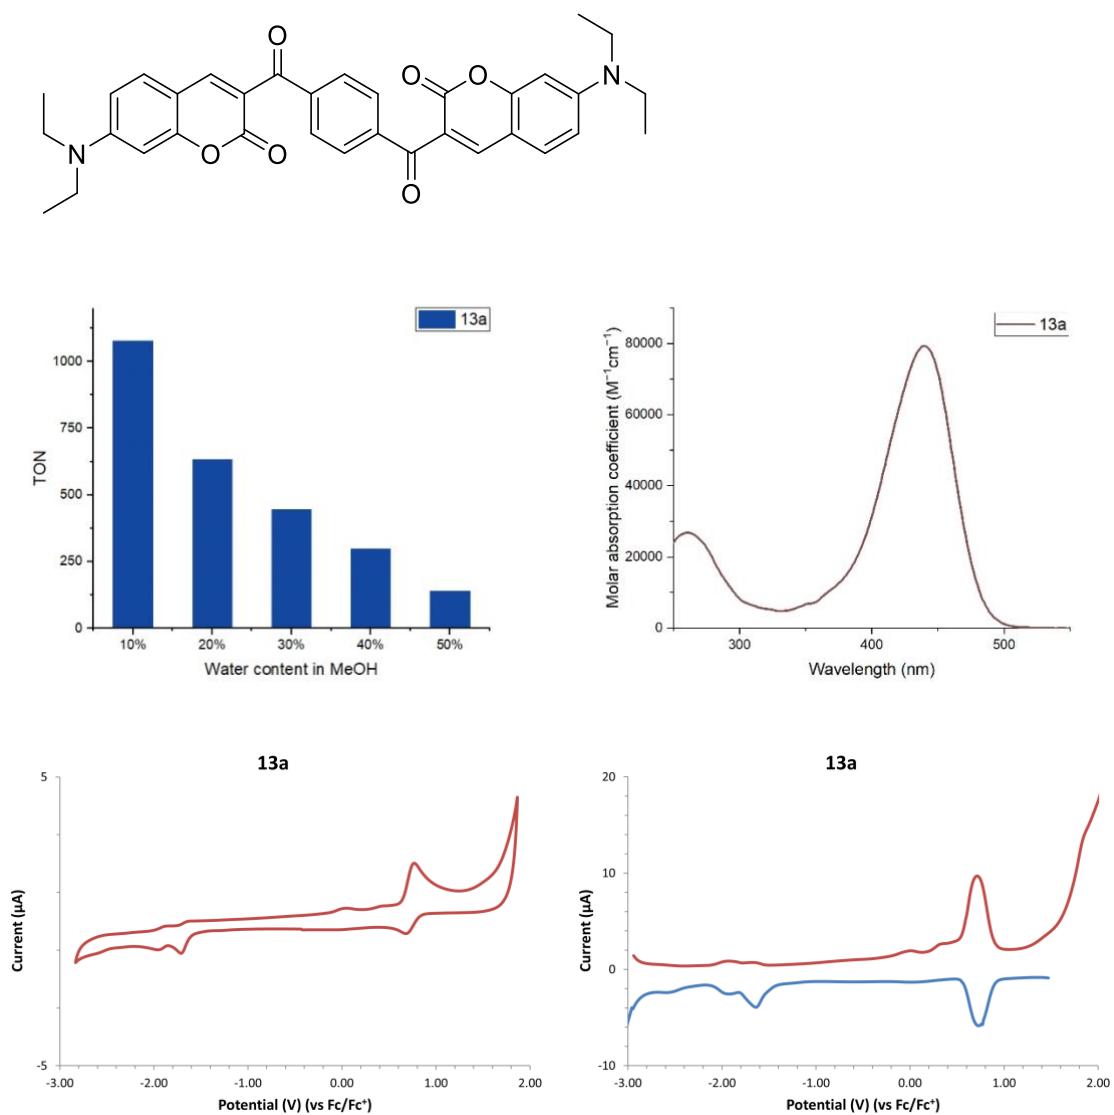 O
O
O
N
N
O
O
O
13a
1000
750
500
250
0
TON
10% 20% 30% 40% 50%
Water content in MeOH
13a
80000
60000
40000
20000
0
Molar absorption coefficient (M⁻¹cm⁻¹)
300 400 500
Wavelength (nm)
13a
5
-5
Current (μA)
-3.00 -2.00 -1.00 0.00 1.00 2.00
Potential (V) (vs Fc/Fc⁺)
13a
20
10
0
-10
Current (μA)
-3.00 -2.00 -1.00 0.00 1.00 2.00
Potential (V) (vs Fc/Fc⁺)